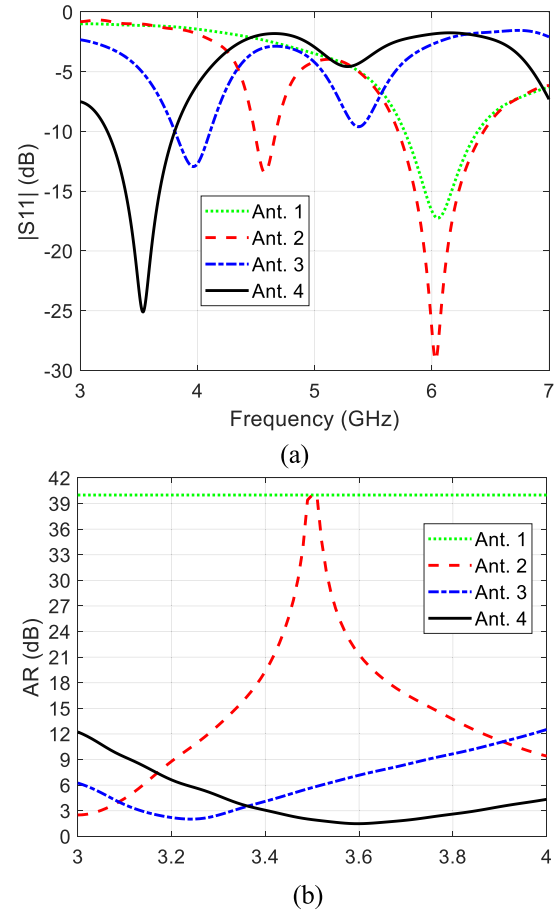 0
-5
-10
-15
-20
-25
-30
|S11| (dB)
Ant. 1
Ant. 2
Ant. 3
Ant. 4
3 4 5 6 7
Frequency (GHz)
(a)
42
39
36
33
30
27
24
21
18
15
12
9
6
3
0
AR (dB)
Ant. 1
Ant. 2
Ant. 3
Ant. 4
3 3.2 3.4 3.6 3.8 4
(b)